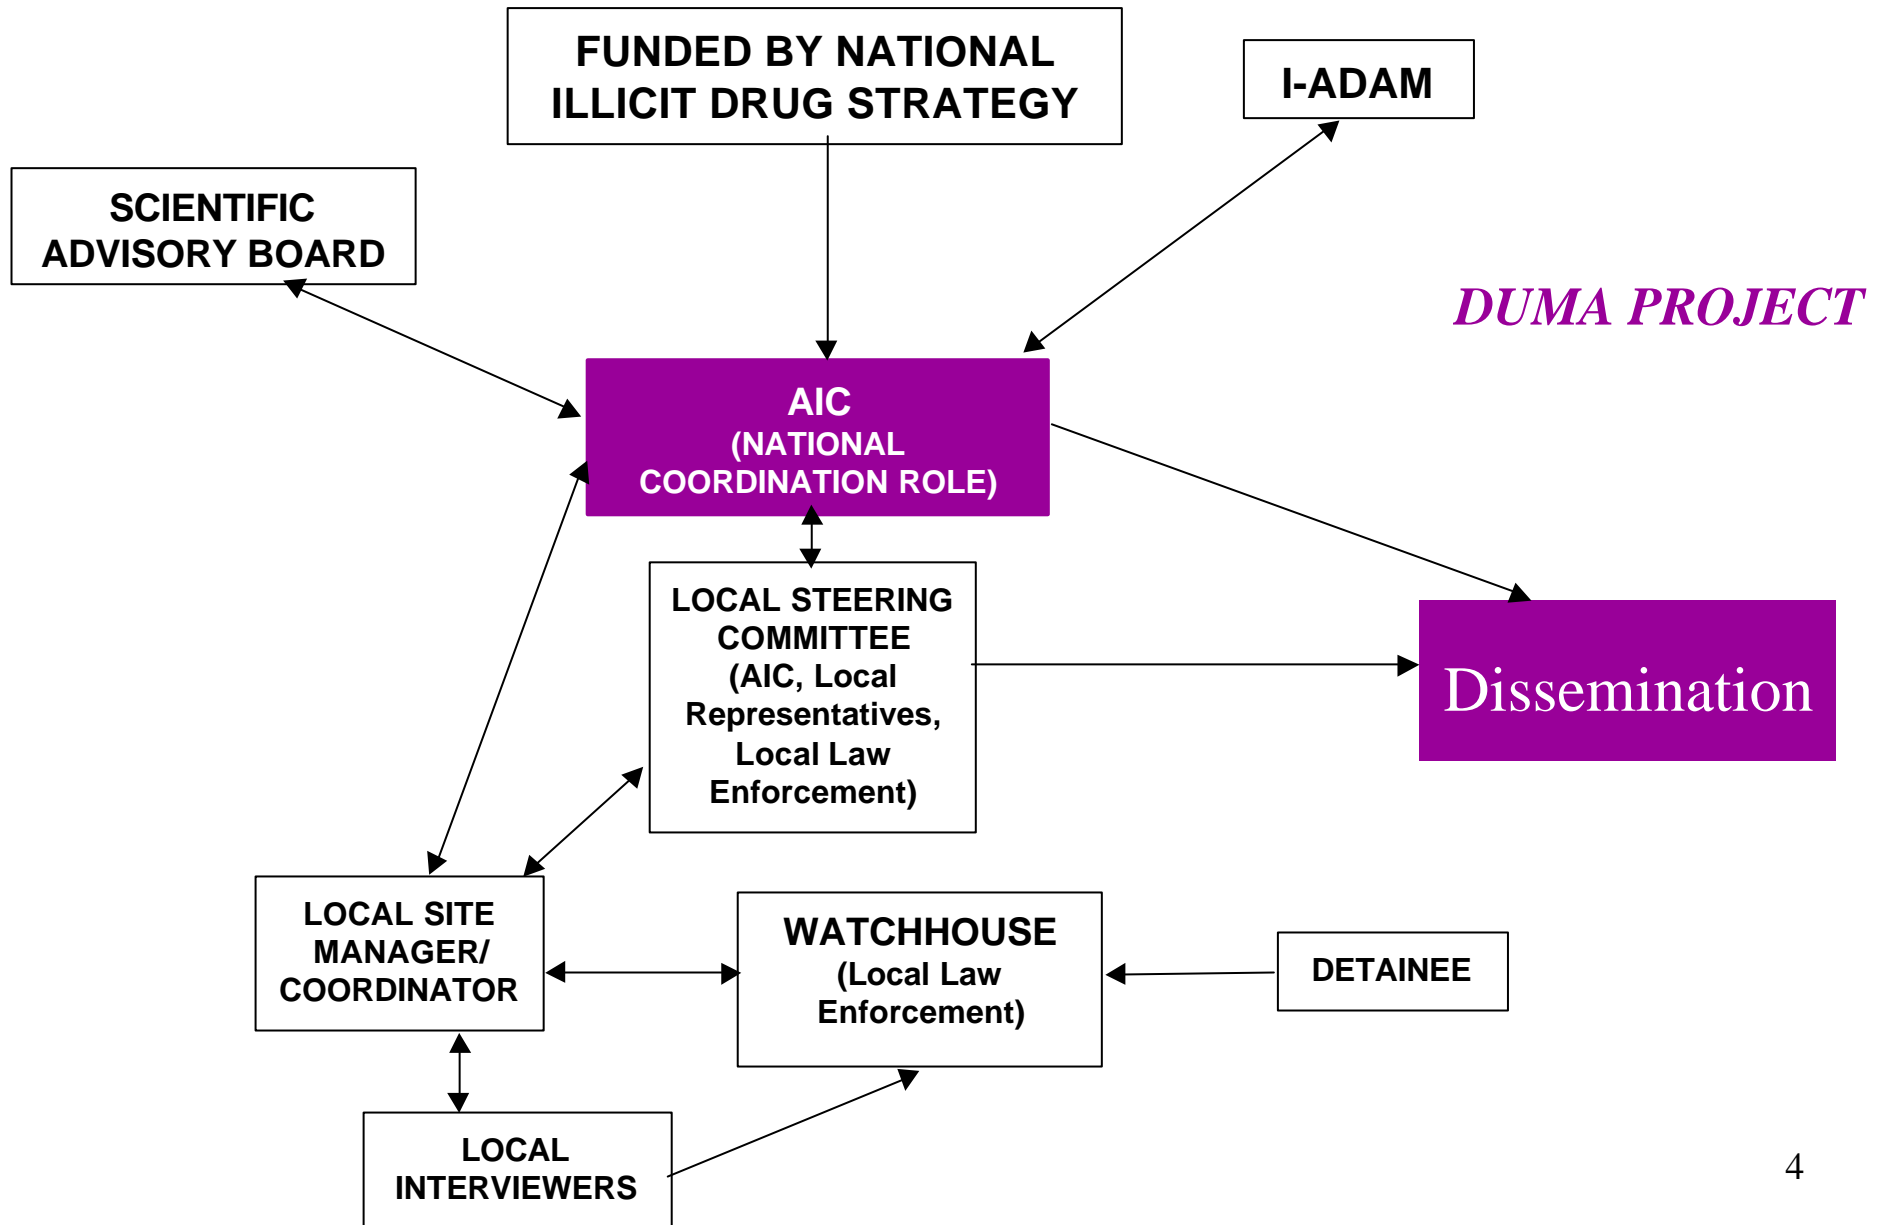 FUNDED BY NATIONAL
ILLICIT DRUG STRATEGY
I-ADAM
SCIENTIFIC
ADVISORY BOARD
DUMA PROJECT
AIC
(NATIONAL
COORDINATION ROLE)
LOCAL STEERING
COMMITTEE
(AIC, Local
Representatives,
Local Law
Enforcement)
Dissemination
LOCAL SITE
MANAGER/
COORDINATOR
WATCHHOUSE
(Local Law
Enforcement)
DETAINEE
LOCAL
INTERVIEWERS
4